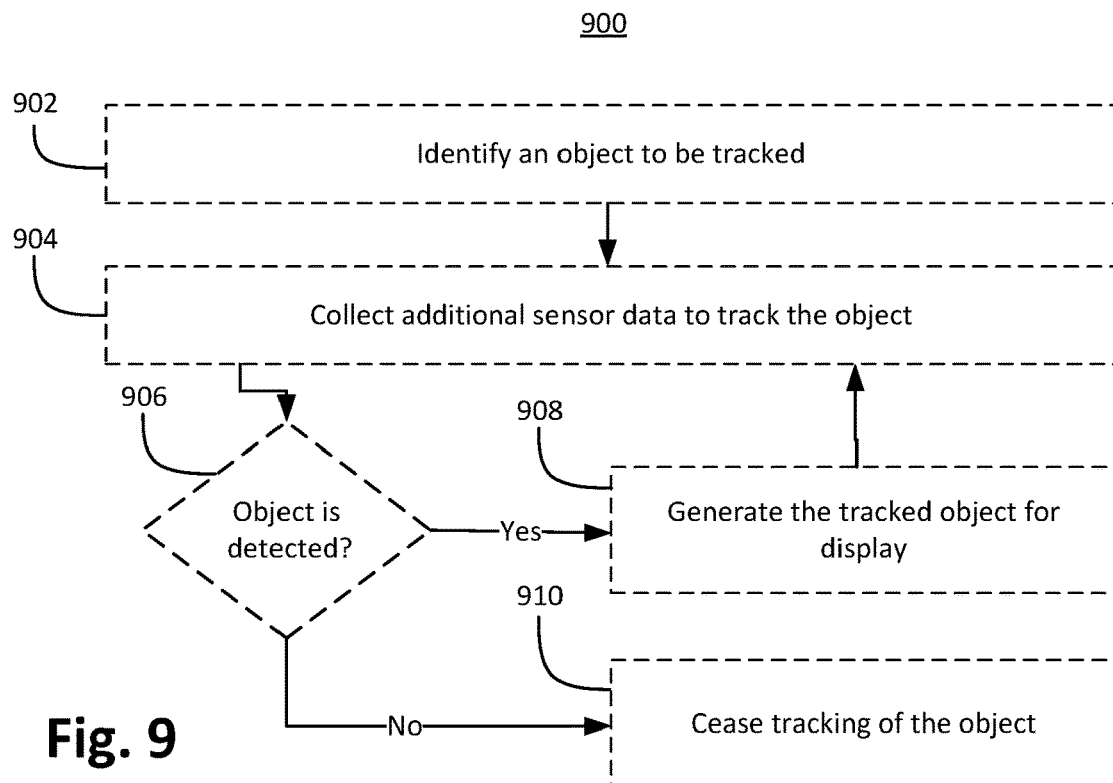 900
902
Identify an object to be tracked
904
Collect additional sensor data to track the object
906
908
Object is
detected?
Yes
Generate the tracked object for
display
910
No
Cease tracking of the object
Fig. 9